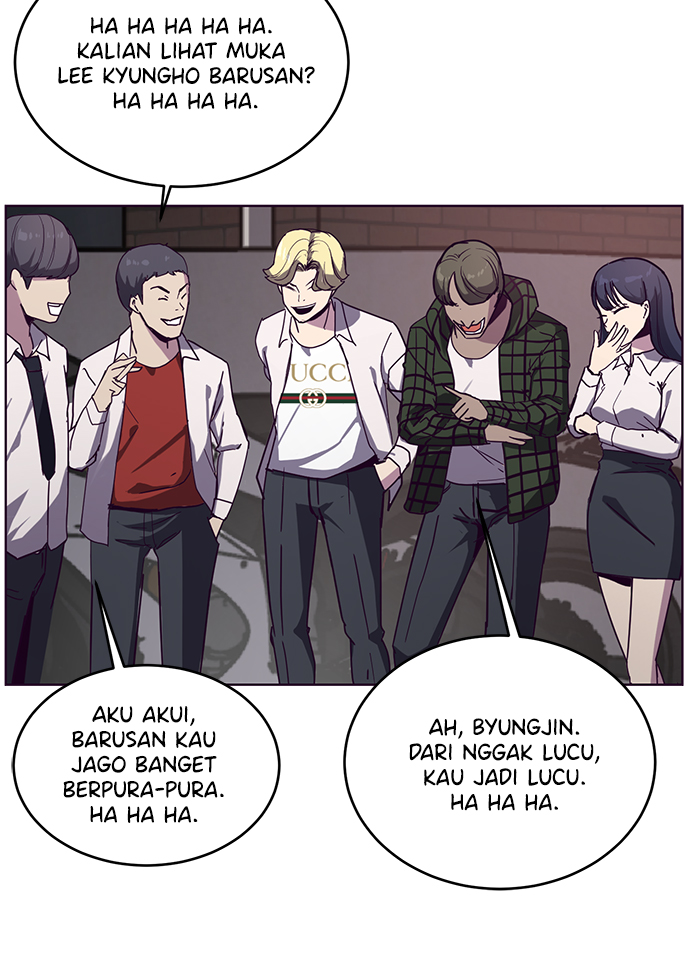 HA HA HA HA HA.
KALIAN LIHAT MUKA
LEE KYUNGHO BARUSAN?
HA HA HA HA.
UCCI
AKU AKUI,
BARUSAN KAU
JAGO BANGET
BERPURA-PURA.
HA HA HA.
AH, BYUNGJIN.
DARI NGGAK LUCU,
KAU JADI LUCU.
HA HA HA.